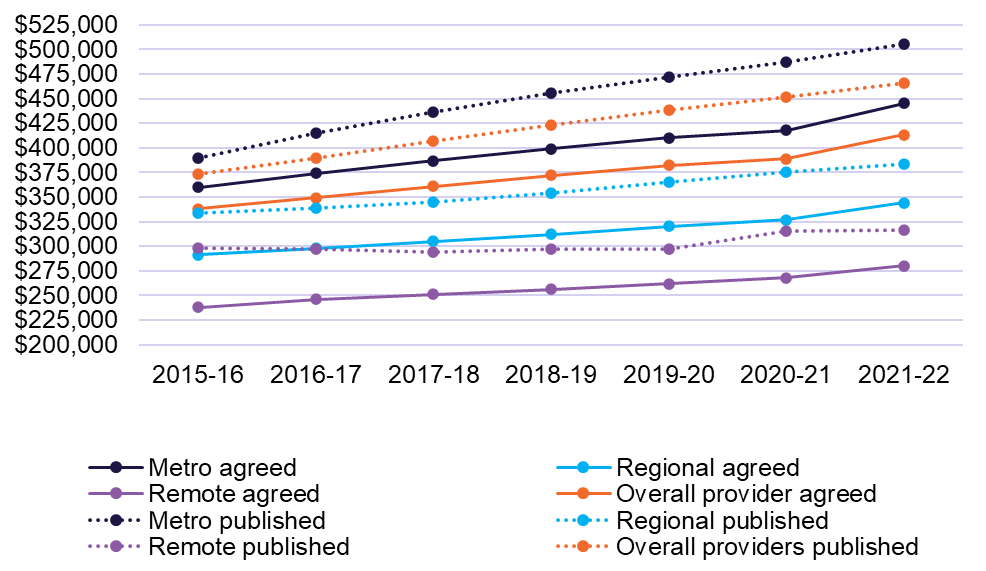 $525,000
$500,000
$475,000
$450,000
$425,000
$400,000
$375,000
$350,000
$325,000
$300,000
$275,000
$250,000
$225,000
$200,000
2015-16 2016-17 2017-18 2018-19 2019-20 2020-21 2021-22
Metro agreed Regional agreed
Remote agreed Overall provider agreed
Metro published Regional published
Remote published Overall providers published